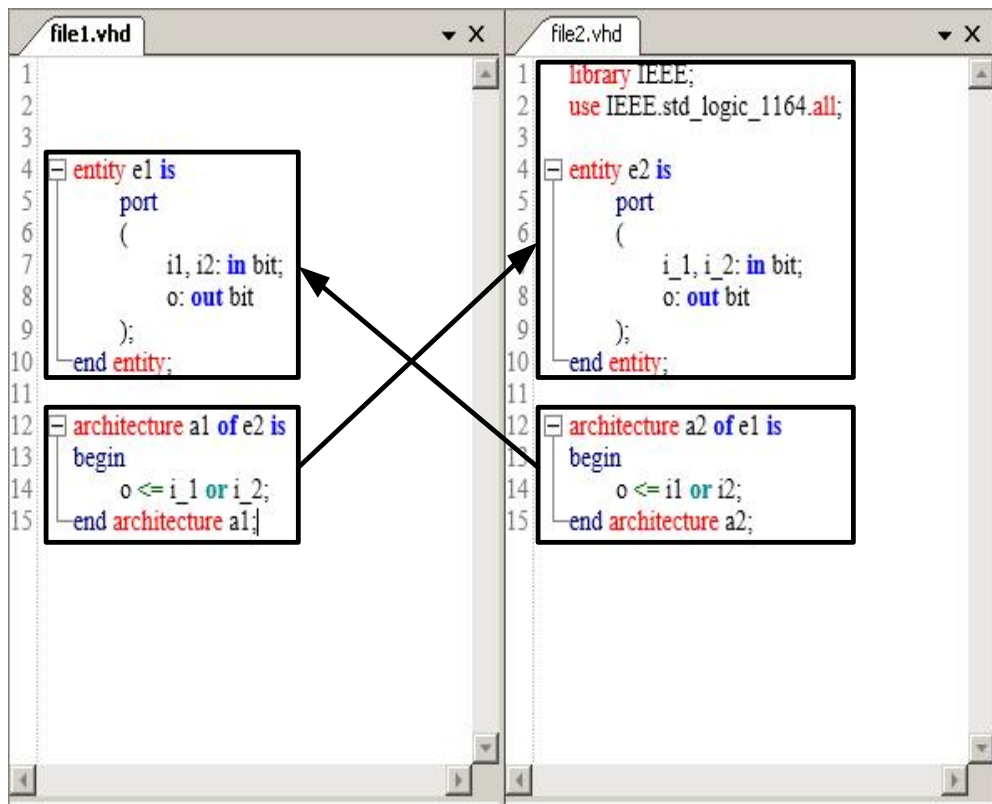 file1.vhd
1
2
3
4 entity e1 is
5 port
6 (
7 i1, i2: in bit;
8 o: out bit
9 );
10 end entity;
11
12 architecture a1 of e2 is
13 begin
14 o <= i_1 or i_2;
15 end architecture a1;
file2.vhd
1 library IEEE;
2 use IEEE.std_logic_1164.all;
3
4 entity e2 is
5 port
6 (
7 i_1, i_2: in bit;
8 o: out bit
9 );
10 end entity;
11
12 architecture a2 of e1 is
13 begin
14 o <= i1 or i2;
15 end architecture a2;